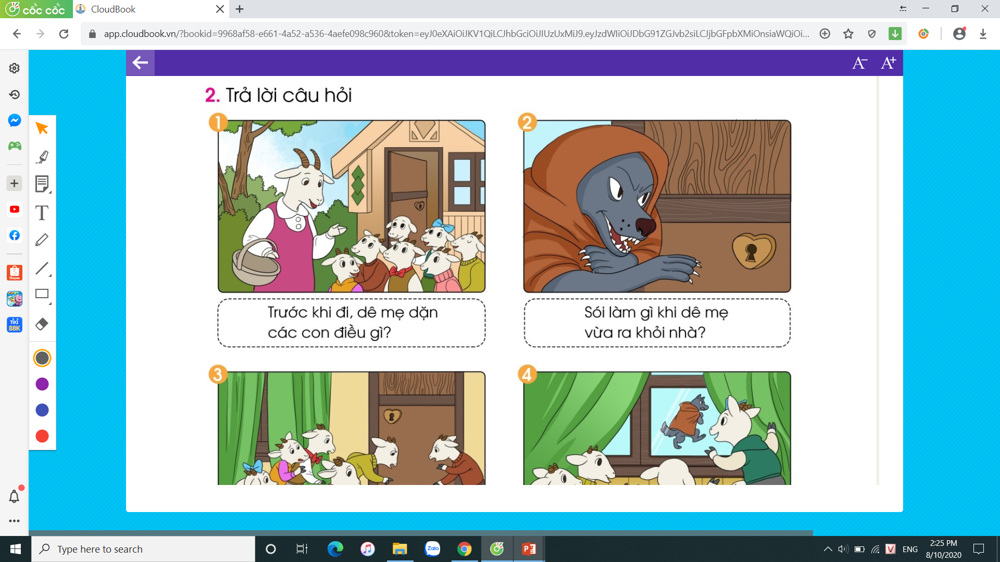 cốc cốc
CloudBook
app.cloudbook.vn/?bookid=9968af58-e661-4a52-a536-4aefe098c960&token=eyJ0eXAiOiJKV1QiLCJhbGciOiJIUzUxMiJ9.eyJzdWIiOiJDbG91ZGJvb2siLCJjbGFpbXMiOnsiaWQiOi...
A- A+
2. Trả lời câu hỏi
1
2
Trước khi đi, dê mẹ dặn
các con điều gì?
Sói làm gì khi dê mẹ
vừa ra khỏi nhà?
3
4
T
TIKI
88K
Type here to search
Zalo
V
ENG
2:25 PM
8/10/2020